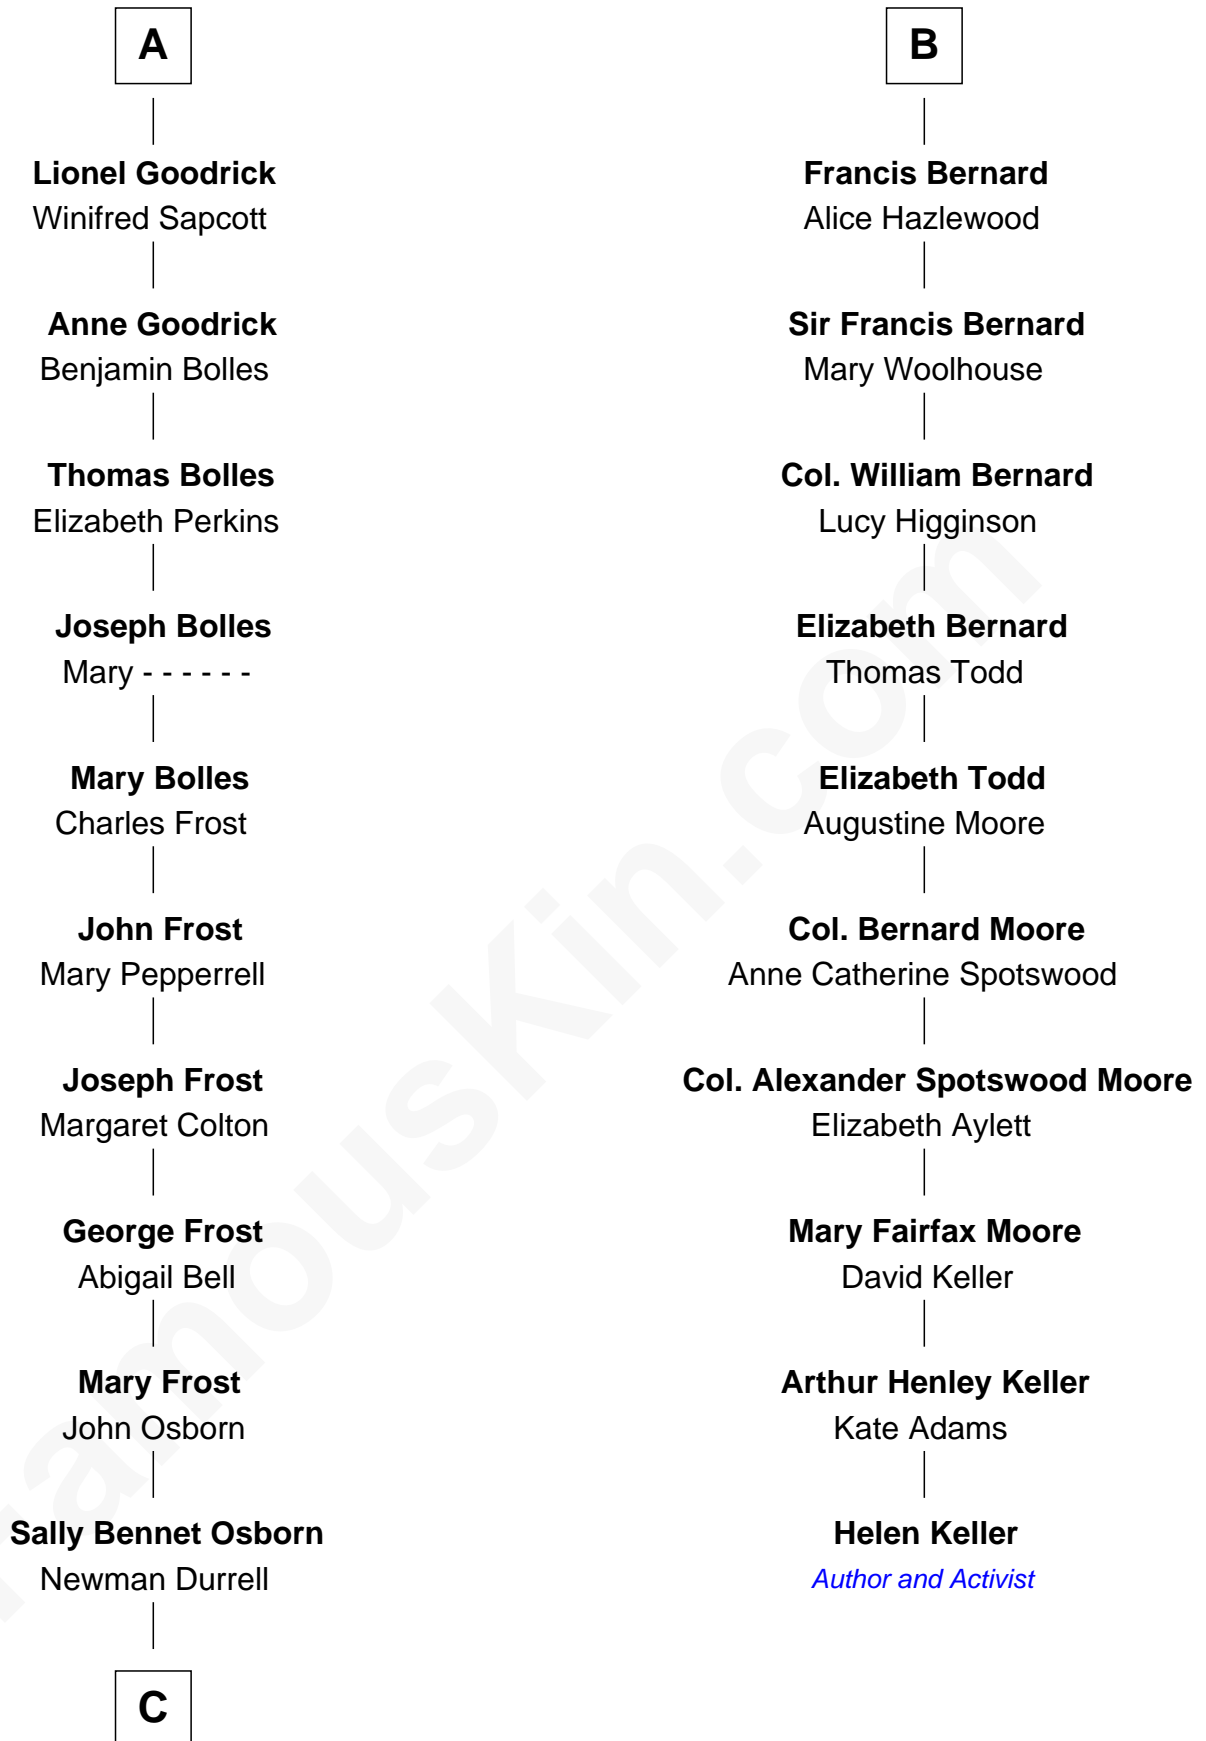 A
Lionel Goodrick
Winifred Sapcott
Anne Goodrick
Benjamin Bolles
Thomas Bolles
Elizabeth Perkins
Joseph Bolles
Mary - - - - - -
Mary Bolles
Charles Frost
John Frost
Mary Pepperrell
Joseph Frost
Margaret Colton
George Frost
Abigail Bell
Mary Frost
John Osborn
Sally Bennet Osborn
Newman Durrell
C
B
Francis Bernard
Alice Hazlewood
Sir Francis Bernard
Mary Woolhouse
Col. William Bernard
Lucy Higginson
Elizabeth Bernard
Thomas Todd
Elizabeth Todd
Augustine Moore
Col. Bernard Moore
Anne Catherine Spotswood
Col. Alexander Spotswood Moore
Elizabeth Aylett
Mary Fairfax Moore
David Keller
Arthur Henley Keller
Kate Adams
Helen Keller
Author and Activist
FamousKin.com